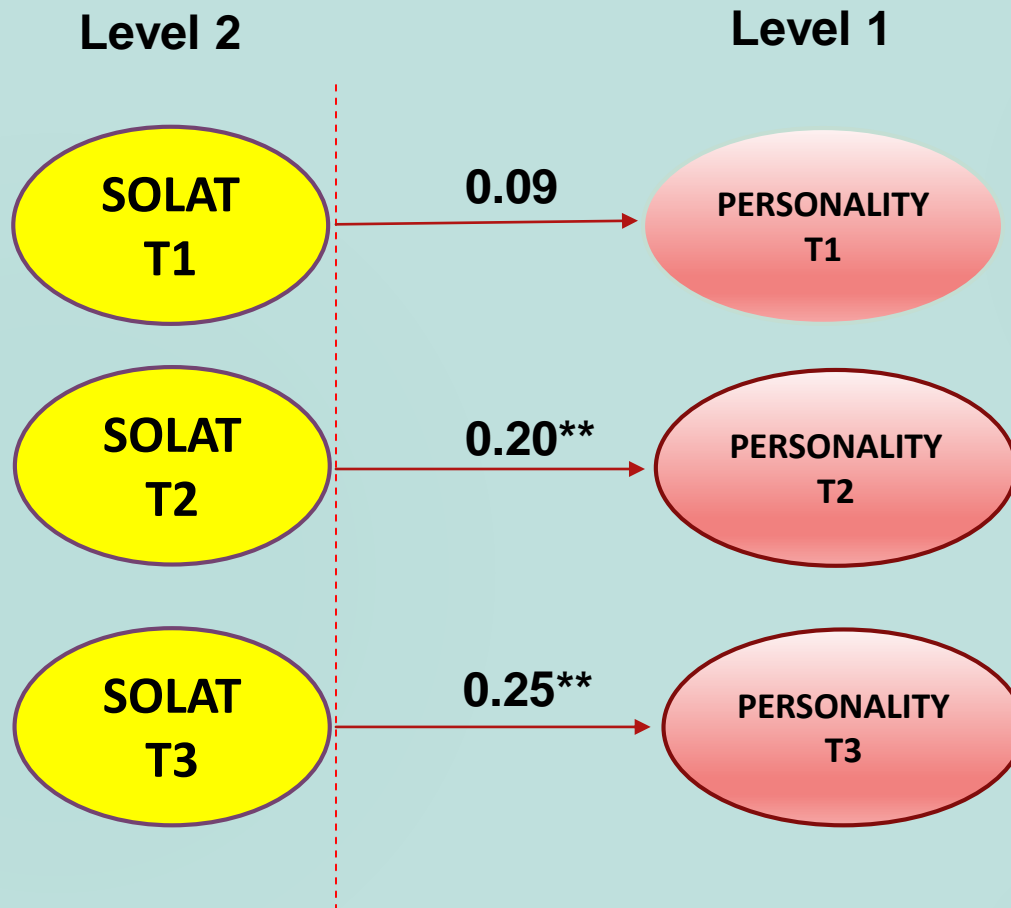 Level 2
Level 1
SOLAT
T1
0.09
PERSONALITY
T1
SOLAT
T2
0.20**
PERSONALITY
T2
SOLAT
T3
0.25**
PERSONALITY
T3